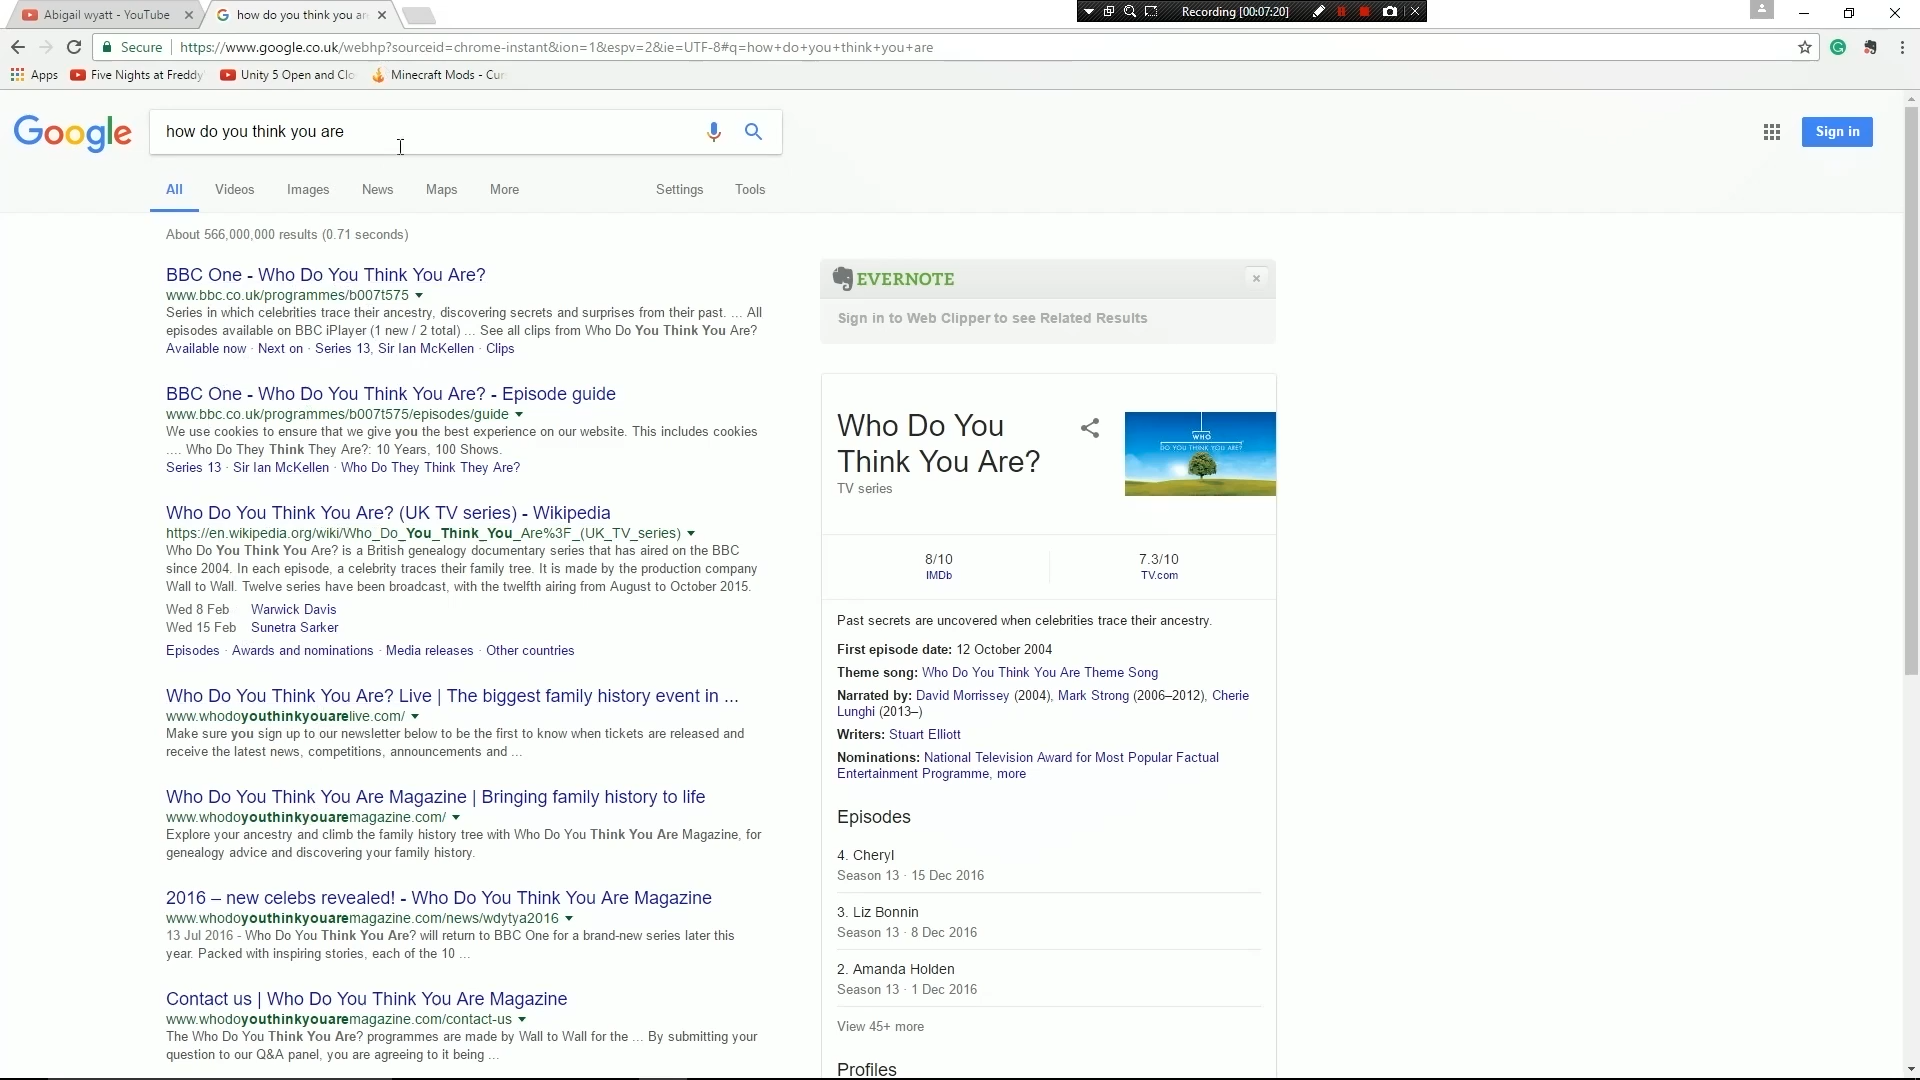 Abigail wyatt - YouTube
how do you think you are
Recording [00:07:20]
Secure
https://www.google.co.uk/webhp?sourceid=chrome-instant&ion=1&espv=2&ie=UTF-8#q=how+do+you+think+you+are
Apps
Five Nights at Freddy
Unity 5 Open and Clo
Minecraft Mods - Cur
Google
how do you think you are
Sign in
All
Videos
Images
News
Maps
More
Settings
Tools
About 566,000,000 results (0.71 seconds)
BBC One - Who Do You Think You Are?
www.bbc.co.uk/programmes/b007t575
Series in which celebrities trace their ancestry, discovering secrets and surprises from their past. ... All
episodes available on BBC iPlayer (1 new / 2 total) ... See all clips from Who Do You Think You Are?
Available now · Next on · Series 13, Sir Ian McKellen · Clips
BBC One - Who Do You Think You Are? - Episode guide
www.bbc.co.uk/programmes/b007t575/episodes/guide
We use cookies to ensure that we give you the best experience on our website. This includes cookies
.... Who Do They Think They Are?: 10 Years, 100 Shows.
Series 13 · Sir Ian McKellen · Who Do They Think They Are?
Who Do You Think You Are? (UK TV series) - Wikipedia
https://en.wikipedia.org/wiki/Who_Do_You_Think_You_Are%3F_(UK_TV_series)
Who Do You Think You Are? is a British genealogy documentary series that has aired on the BBC
since 2004. In each episode, a celebrity traces their family tree. It is made by the production company
Wall to Wall. Twelve series have been broadcast, with the twelfth airing from August to October 2015.
Wed 8 Feb Warwick Davis
Wed 15 Feb Sunetra Sarker
Episodes · Awards and nominations · Media releases · Other countries
Who Do You Think You Are? Live | The biggest family history event in ...
www.whodoyouthinkyouarelive.com/
Make sure you sign up to our newsletter below to be the first to know when tickets are released and
receive the latest news, competitions, announcements and ...
Who Do You Think You Are Magazine | Bringing family history to life
www.whodoyouthinkyouaremagazine.com/
Explore your ancestry and climb the family history tree with Who Do You Think You Are Magazine, for
genealogy advice and discovering your family history.
2016 – new celebs revealed! - Who Do You Think You Are Magazine
www.whodoyouthinkyouaremagazine.com/news/wdytya2016
13 Jul 2016 - Who Do You Think You Are? will return to BBC One for a brand-new series later this
year. Packed with inspiring stories, each of the 10 ...
Contact us | Who Do You Think You Are Magazine
www.whodoyouthinkyouaremagazine.com/contact-us
The Who Do You Think You Are? programmes are made by Wall to Wall for the ... By submitting your
question to our Q&A panel, you are agreeing to it being ...
EVERNOTE
Sign in to Web Clipper to see Related Results
Who Do You
Think You Are?
TV series
WHO
DO YOU THINK YOU ARE?
8/10
IMDb
7.3/10
TV.com
Past secrets are uncovered when celebrities trace their ancestry.
First episode date: 12 October 2004
Theme song: Who Do You Think You Are Theme Song
Narrated by: David Morrissey (2004), Mark Strong (2006–2012), Cherie
Lunghi (2013–)
Writers: Stuart Elliott
Nominations: National Television Award for Most Popular Factual
Entertainment Programme, more
Episodes
4. Cheryl
Season 13 · 15 Dec 2016
3. Liz Bonnin
Season 13 · 8 Dec 2016
2. Amanda Holden
Season 13 · 1 Dec 2016
View 45+ more
Profiles